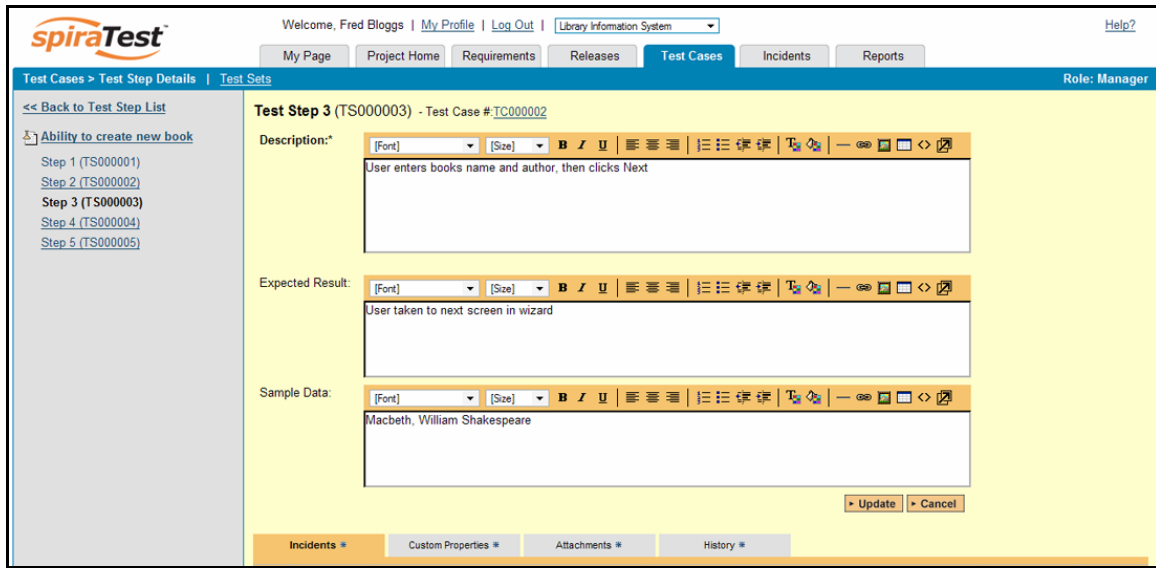 spiraTest™
Welcome, Fred Bloggs | My Profile | Log Out | Library Information System
Help?
My Page Project Home Requirements Releases Test Cases Incidents Reports
Test Cases > Test Step Details | Test Sets
Role: Manager
<< Back to Test Step List
Ability to create new book
Step 1 (TS000001)
Step 2 (TS000002)
Step 3 (TS000003)
Step 4 (TS000004)
Step 5 (TS000005)
Test Step 3 (TS000003) - Test Case #:TC000002
Description:*
[Font] [Size] B I U
User enters books name and author, then clicks Next
Expected Result:
[Font] [Size] B I U
User taken to next screen in wizard
Sample Data:
[Font] [Size] B I U
Macbeth, William Shakespeare
Update Cancel
Incidents * Custom Properties * Attachments * History *